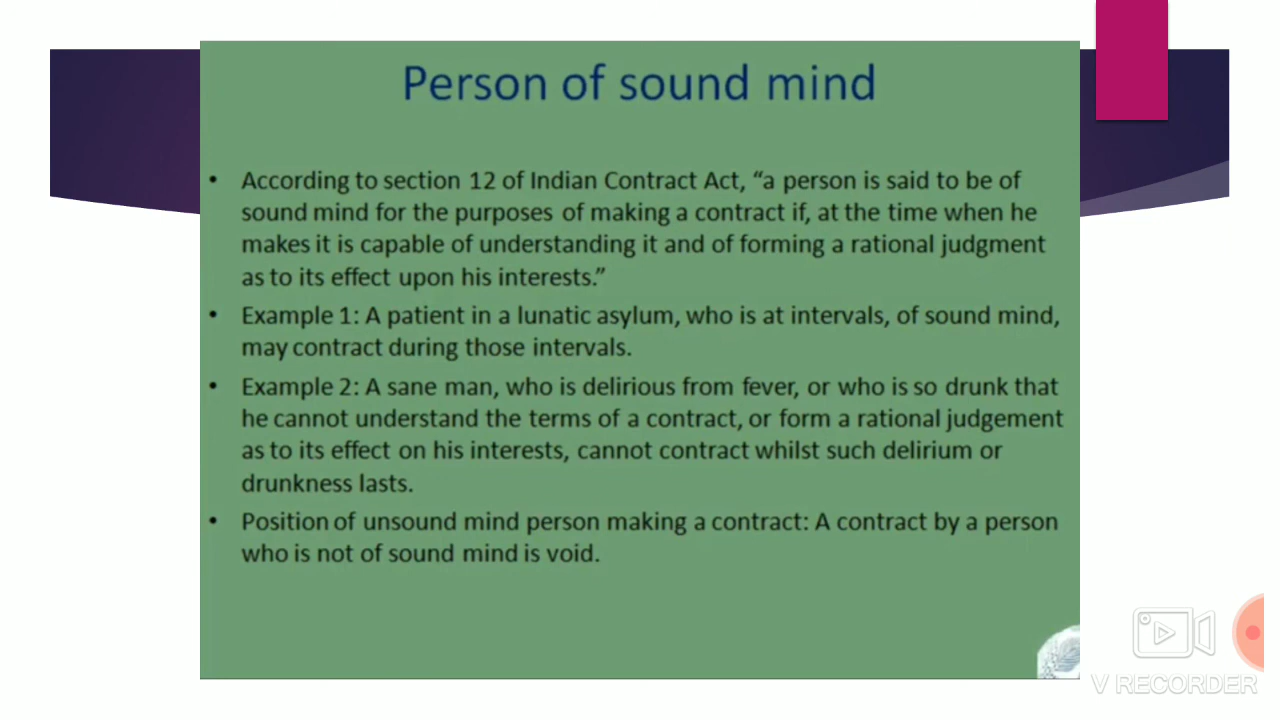 Person of sound mind
• According to section 12 of Indian Contract Act, “a person is said to be of
sound mind for the purposes of making a contract if, at the time when he
makes it is capable of understanding it and of forming a rational judgment
as to its effect upon his interests.”
• Example 1: A patient in a lunatic asylum, who is at intervals, of sound mind,
may contract during those intervals.
• Example 2: A sane man, who is delirious from fever, or who is so drunk that
he cannot understand the terms of a contract, or form a rational judgement
as to its effect on his interests, cannot contract whilst such delirium or
drunkness lasts.
• Position of unsound mind person making a contract: A contract by a person
who is not of sound mind is void.
V RECORDER